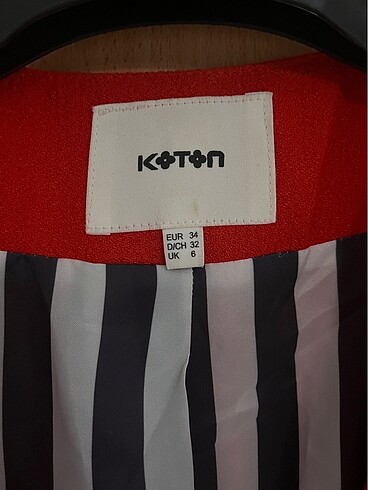 KOTON
EUR 34
D/CH 32
UK 6